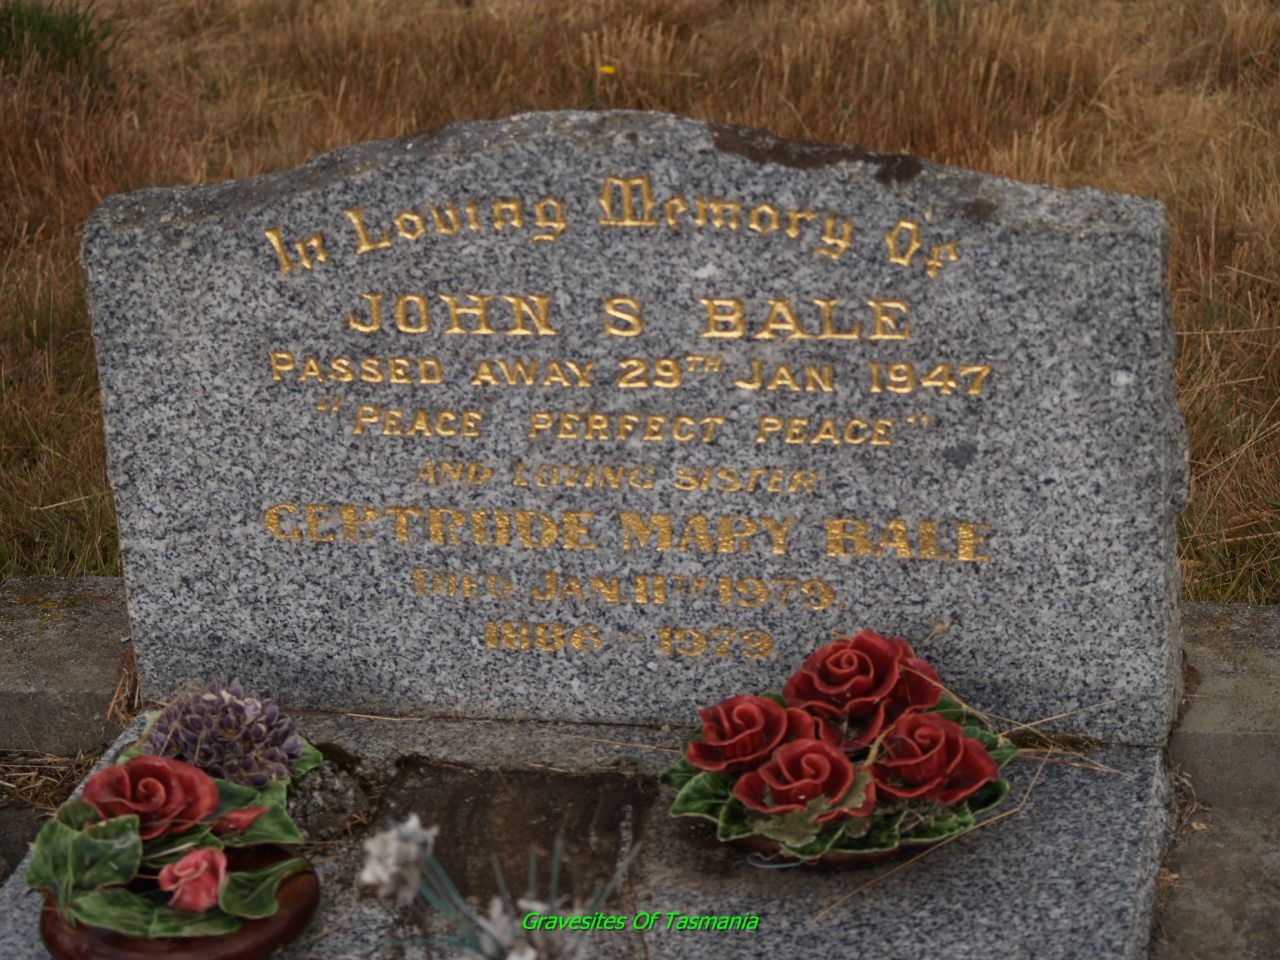 In Loving Memory Of
JOHN S BALE
PASSED AWAY 29TH JAN 1947
"PEACE PERFECT PEACE"
AND LOVING SISTER
GERTRUDE MARY BALE
DIED JAN 11TH 1979
1886 - 1979
Gravesites Of Tasmania